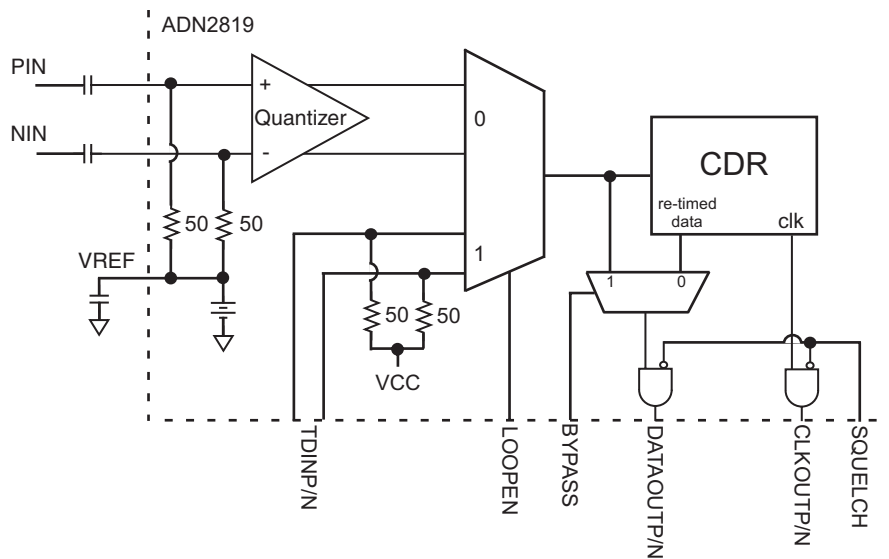 ADN2819
PIN
+
Quantizer
0
NIN
-
CDR
50
50
re-timed
data
clk
VREF
1
1
0
50
50
VCC
TDINP/N
LOOPEN
BYPASS
DATAOUTP/N
CLKOUTP/N
SQUELCH